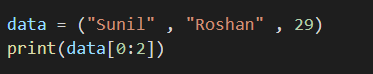 data = ("Sunil" , "Roshan" , 29)
print(data[0:2])